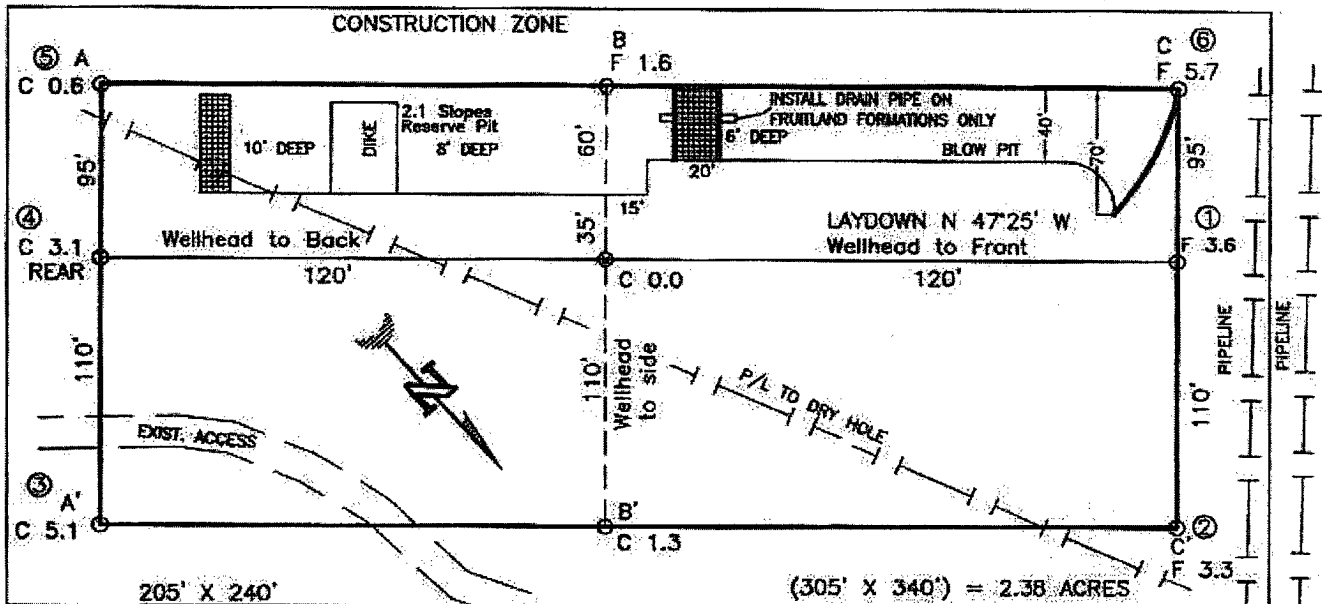 CONSTRUCTION ZONE
⑤ A
C 0.6
B
F 1.6
C ⑥
F 5.7
2.1 Slopes
Reserve Pit
8' DEEP
10' DEEP
DIKE
60'
INSTALL DRAIN PIPE ON
FRUITLAND FORMATIONS ONLY
6' DEEP
20'
BLOW PIT
40'
70'
95'
95'
15'
④
C 3.1
REAR
Wellhead to Back
120'
35'
C 0.0
LAYDOWN N 47°25' W
Wellhead to Front
120'
①
F 3.6
110'
N
110'
Wellhead
to side
P/L TO DRY HOLE
110'
PIPELINE
PIPELINE
EXIST. ACCESS
③ A'
C 5.1
B'
C 1.3
C' ②
F 3.3
205' X 240'
(305' X 340') = 2.38 ACRES